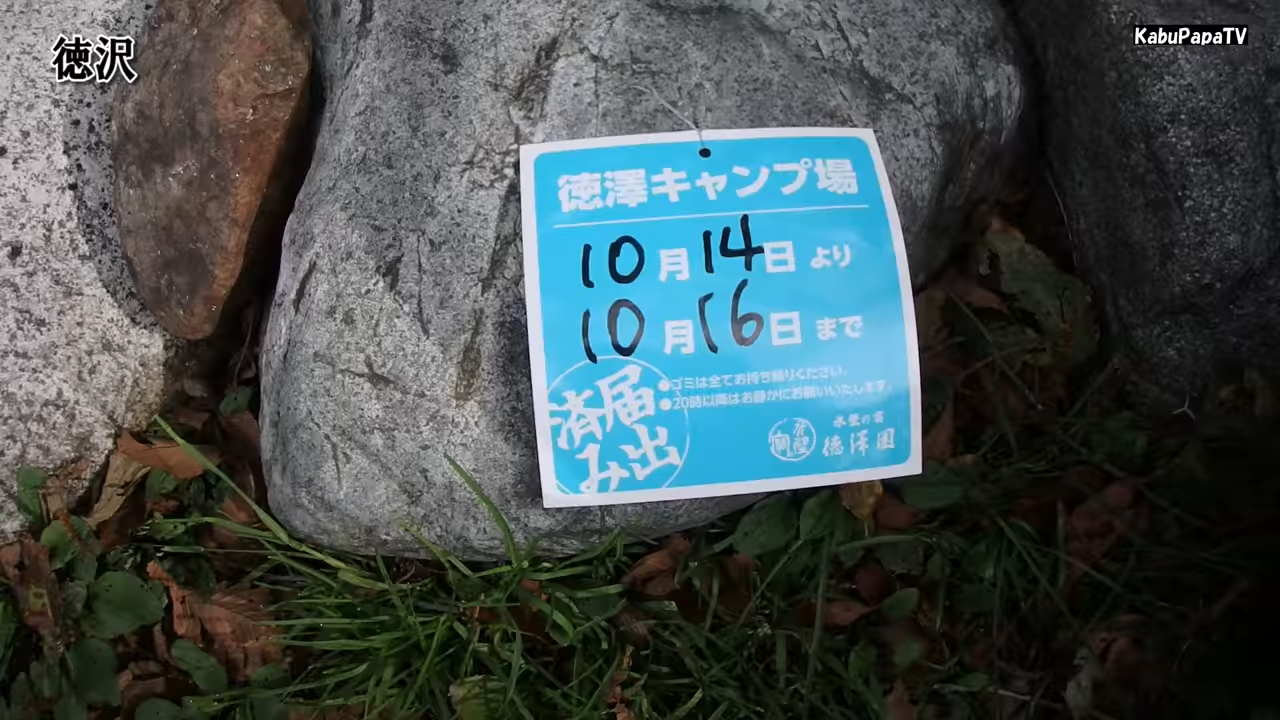 徳沢
KabuPapaTV
徳澤キャンプ場
10月14日より
10月16日まで
●ゴミは全てお持ち帰りください。
●20時以降はお静かにお願いいたします。
届出
済み
氷壁の宿
徳澤園